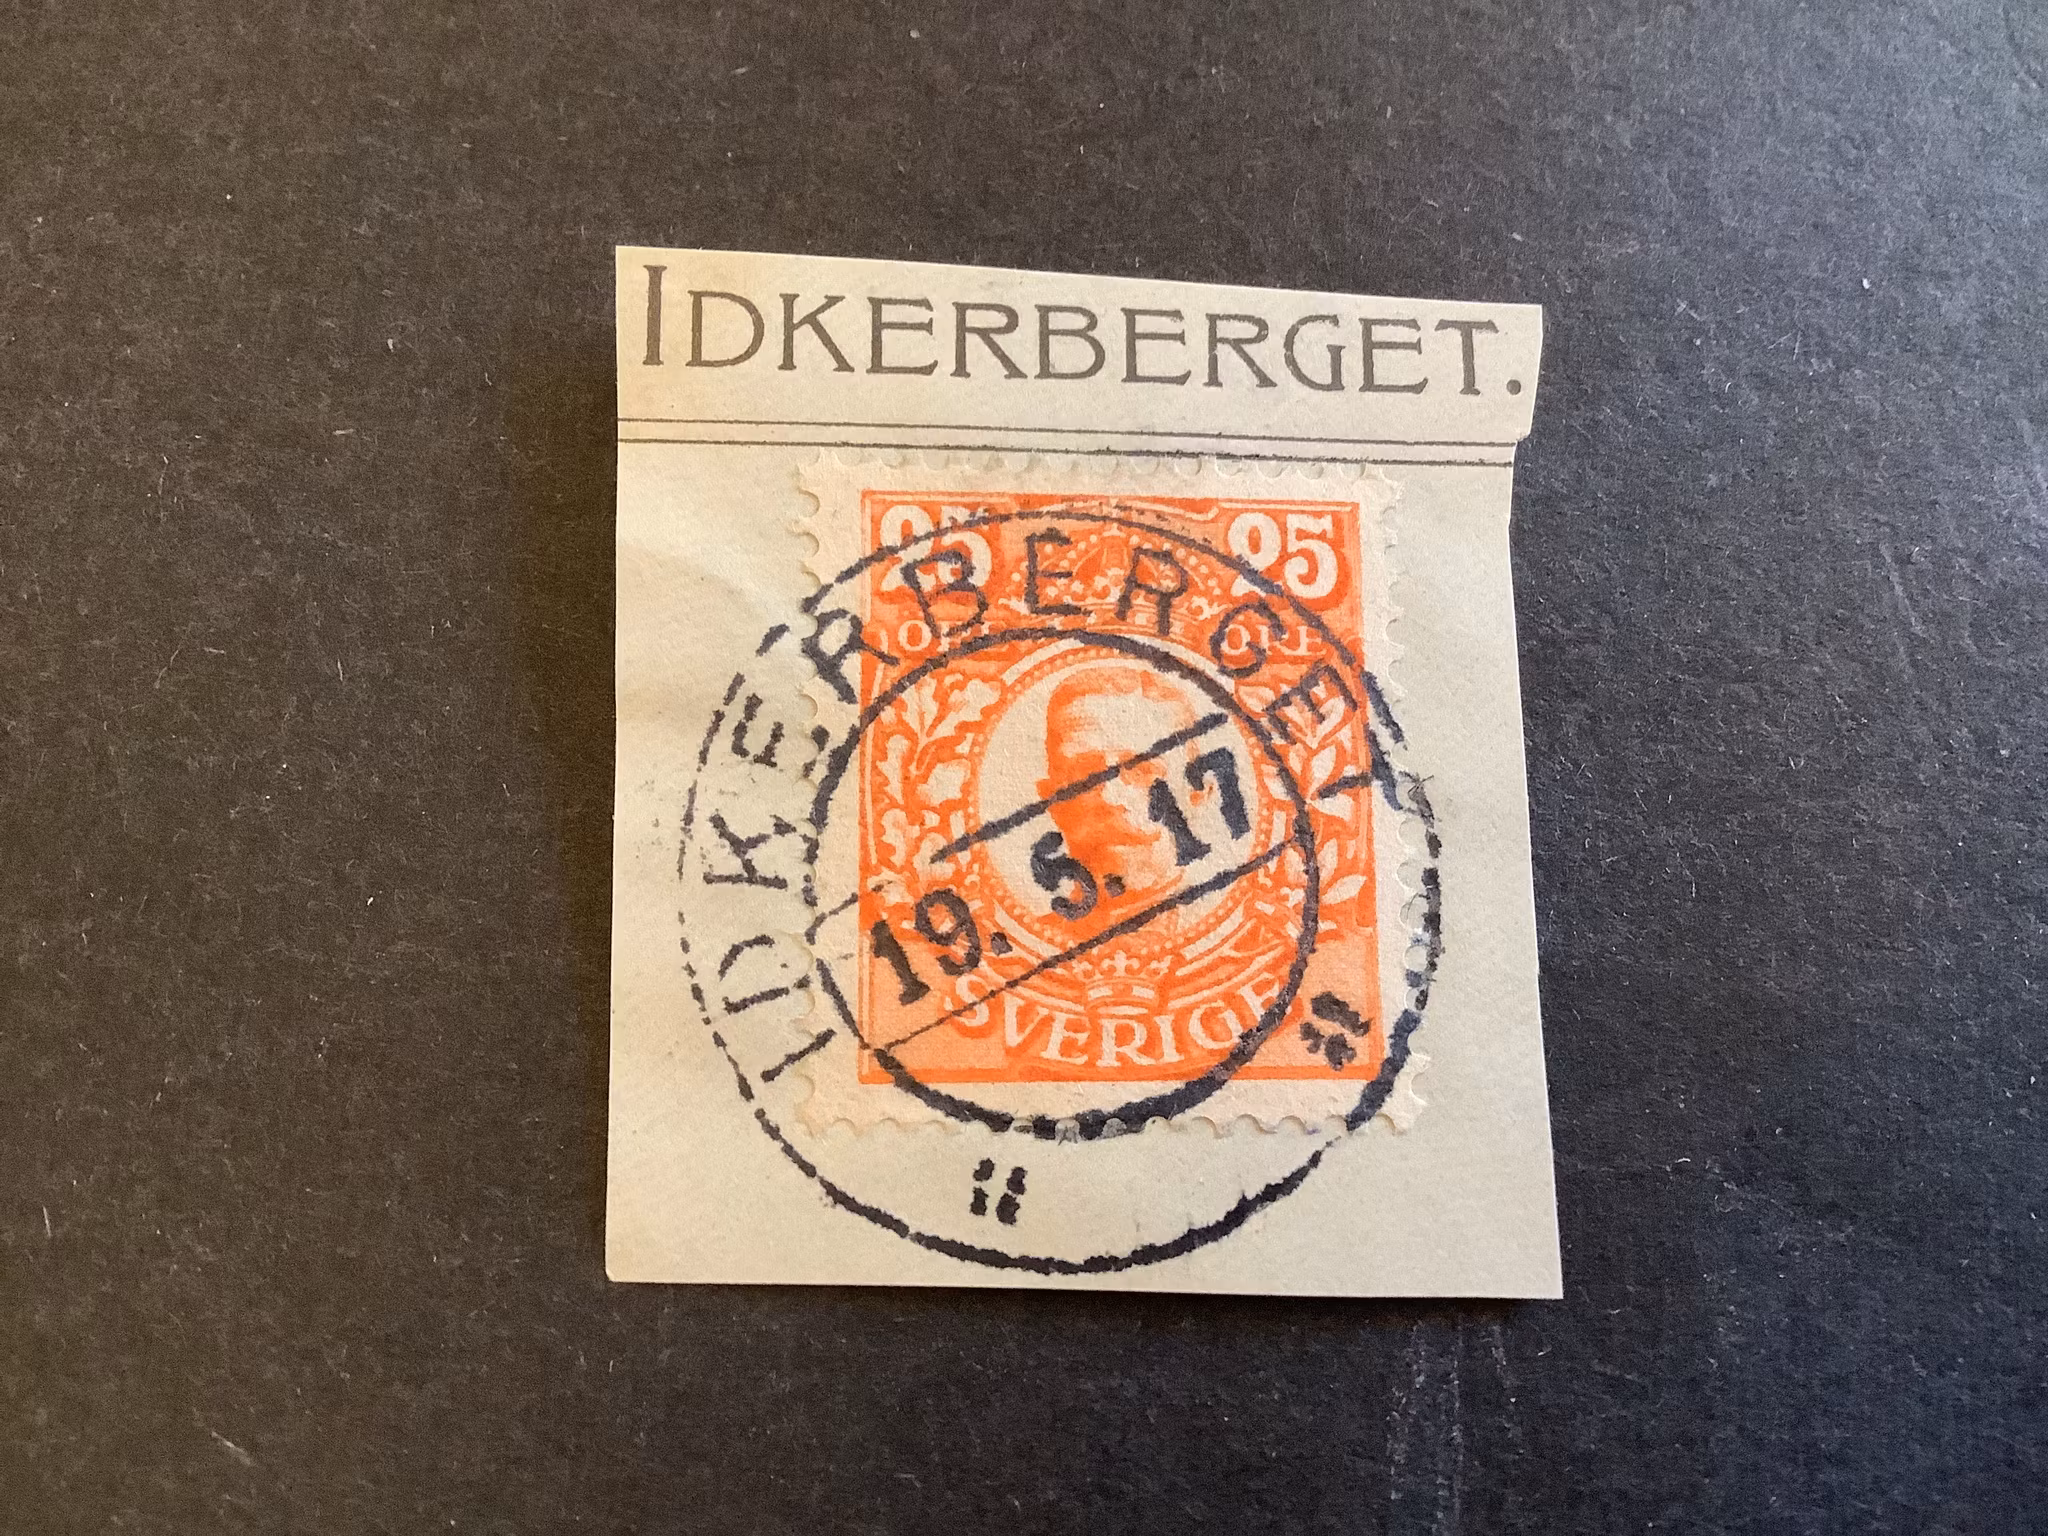 IDKERBERGET.
25 25
ÖRE ÖRE
IDKERBERGET
19. 5. 17
SVERIGE